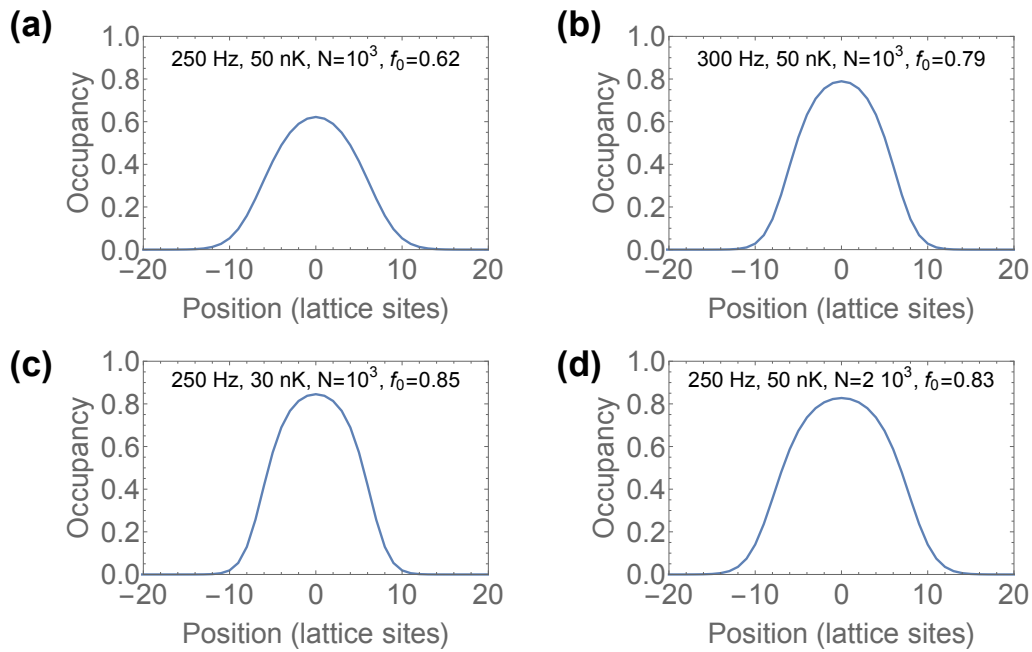 (a)
250 Hz, 50 nK, N=10³, f₀=0.62
Occupancy
1.0
0.8
0.6
0.4
0.2
0.0
−20 −10 0 10 20
Position (lattice sites)
(b)
300 Hz, 50 nK, N=10³, f₀=0.79
Occupancy
1.0
0.8
0.6
0.4
0.2
0.0
−20 −10 0 10 20
Position (lattice sites)
(c)
250 Hz, 30 nK, N=10³, f₀=0.85
Occupancy
1.0
0.8
0.6
0.4
0.2
0.0
−20 −10 0 10 20
Position (lattice sites)
(d)
250 Hz, 50 nK, N=2 10³, f₀=0.83
Occupancy
1.0
0.8
0.6
0.4
0.2
0.0
−20 −10 0 10 20
Position (lattice sites)